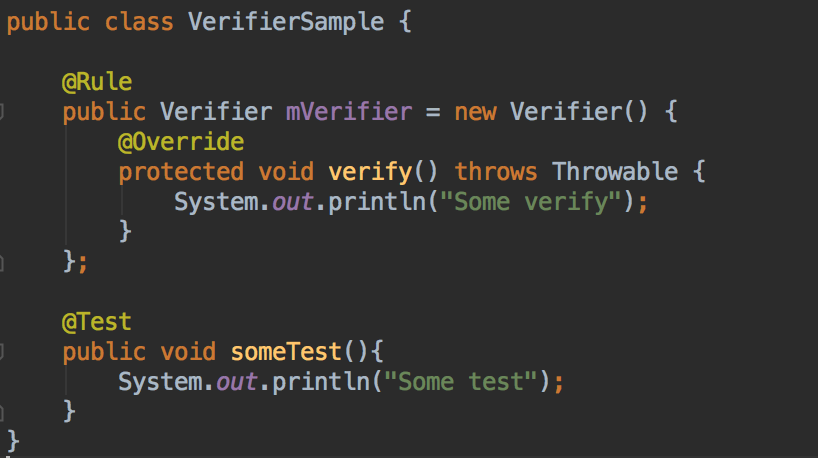 public class VerifierSample {
@Rule
public Verifier mVerifier = new Verifier() {
@Override
protected void verify() throws Throwable {
System.out.println("Some verify");
}
};
@Test
public void someTest(){
System.out.println("Some test");
}
}